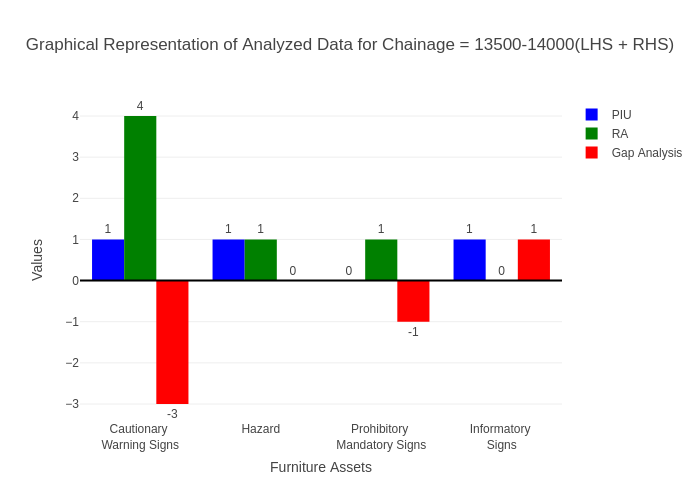 Graphical Representation of Analyzed Data for Chainage = 13500-14000(LHS + RHS)
PIU
RA
Gap Analysis
Values
4
3
2
1
0
−1
−2
−3
1
4
-3
1
1
0
0
1
-1
1
0
1
Cautionary
Warning Signs
Hazard
Prohibitory
Mandatory Signs
Informatory
Signs
Furniture Assets